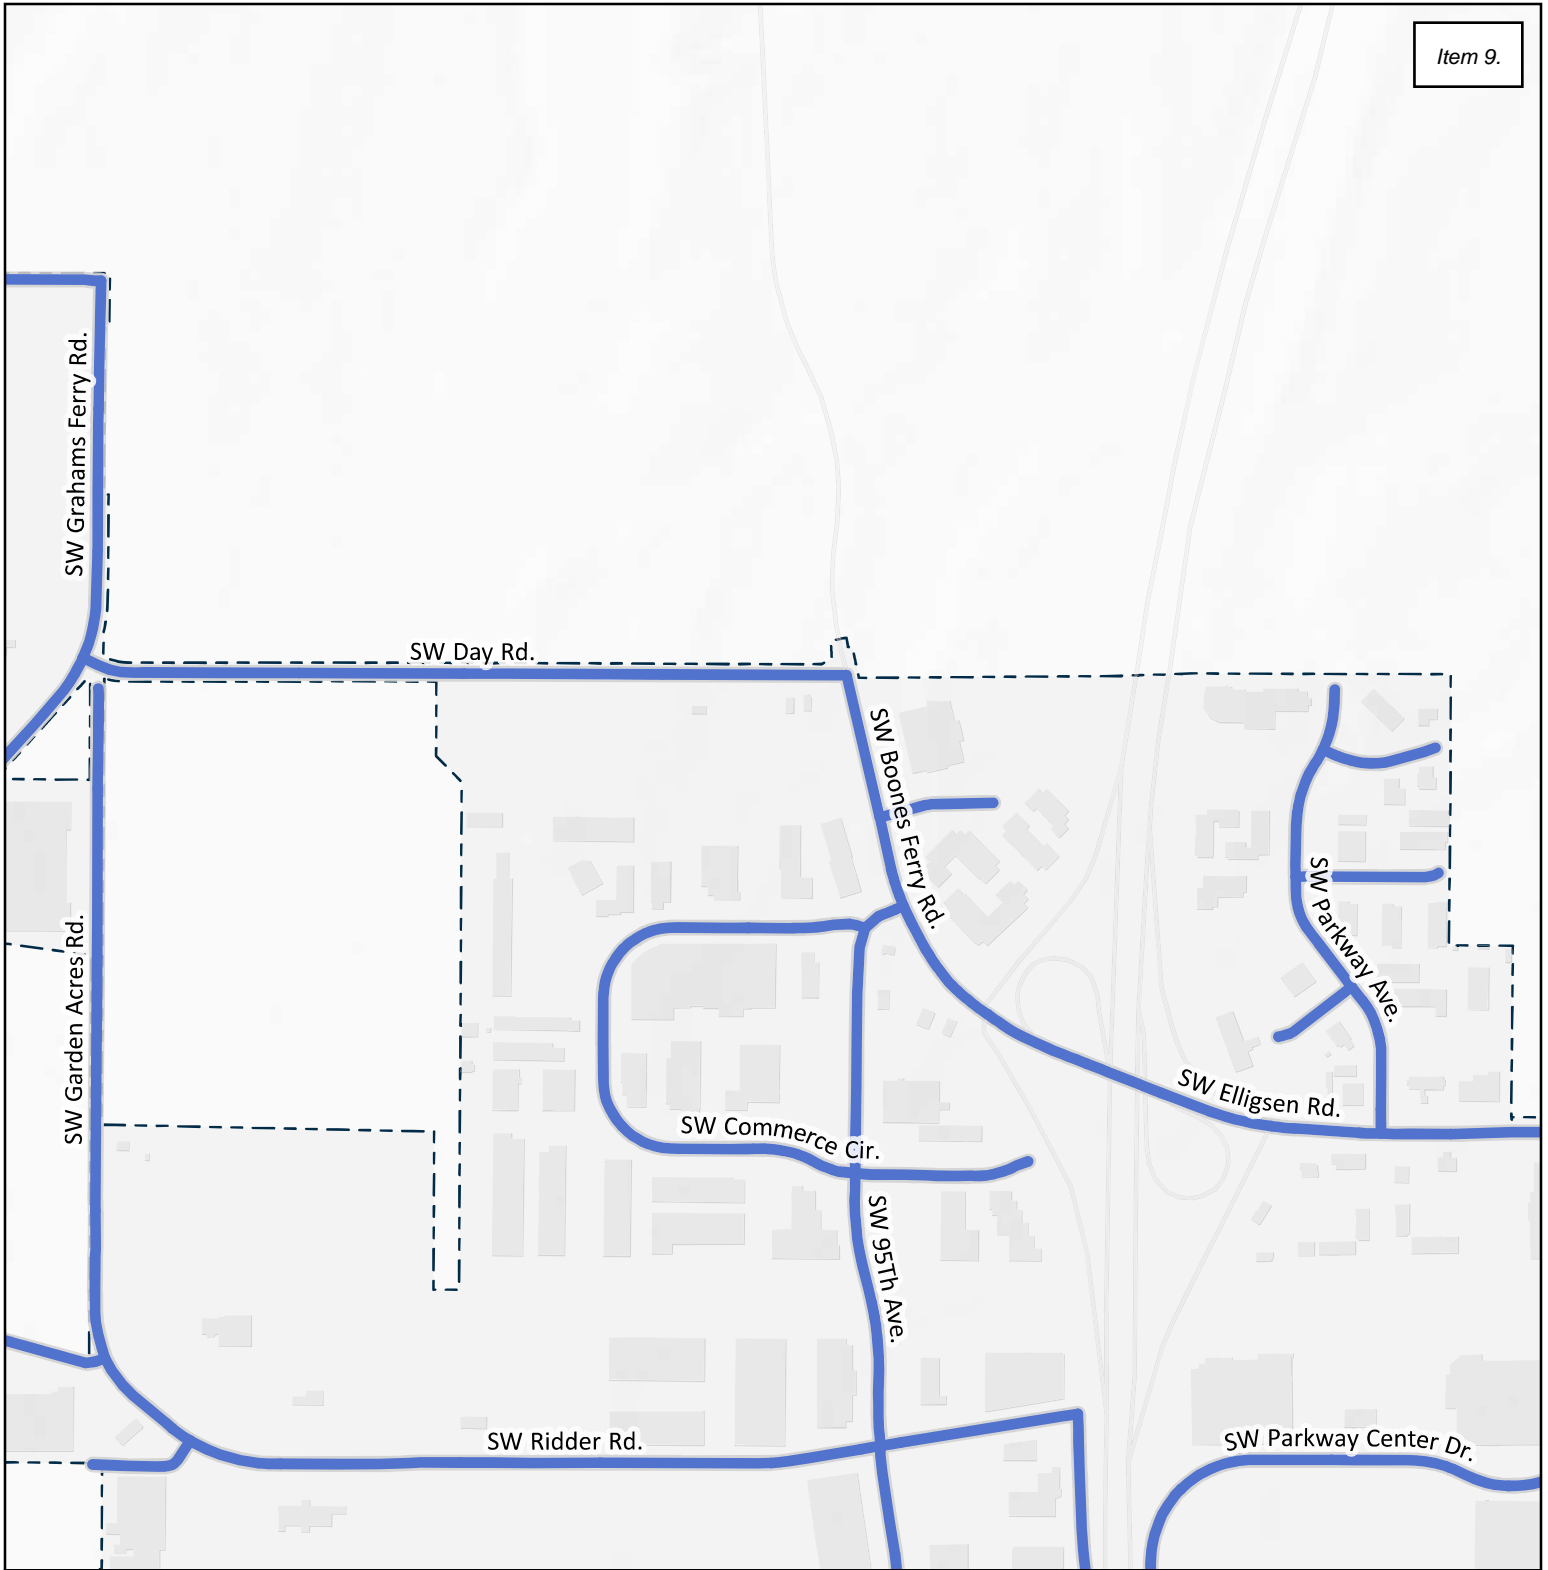 Item 9.
SW Grahams Ferry Rd.
SW Day Rd.
SW Boones Ferry Rd.
SW Parkway Ave.
SW Garden Acres Rd.
SW Elligsen Rd.
SW Commerce Cir.
SW 95Th Ave.
SW Ridder Rd.
SW Parkway Center Dr.